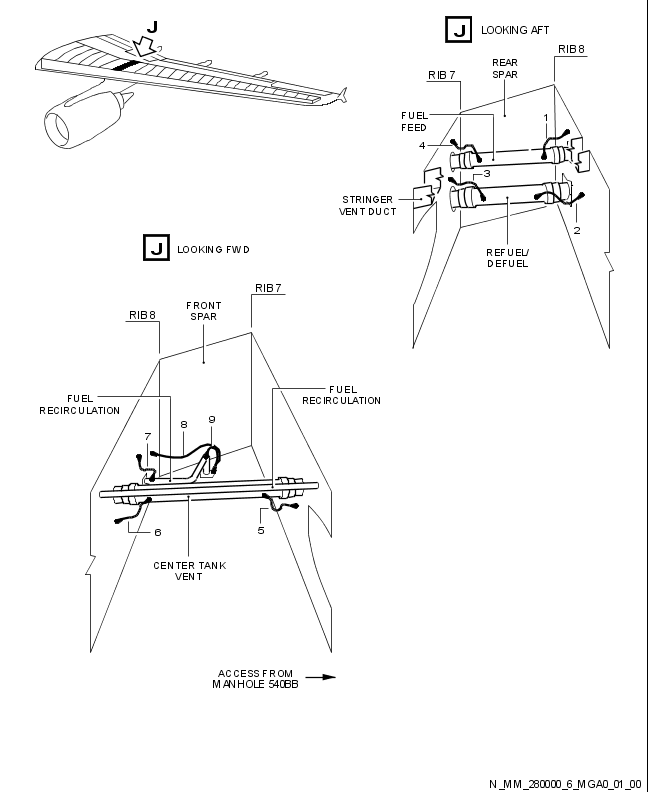 J
J LOOKING AFT
RIB 8
REAR
SPAR
RIB 7
FUEL
FEED
1
4
3
STRINGER
VENT DUCT
2
REFUEL/
DEFUEL
J LOOKING FWD
RIB 7
FRONT
SPAR
RIB 8
FUEL
RECIRCULATION
FUEL
RECIRCULATION
9
8
7
6
5
CENTER TANK
VENT
ACCESS FROM
MANHOLE 540BB
N_MM_280000_6_MGA0_01_00